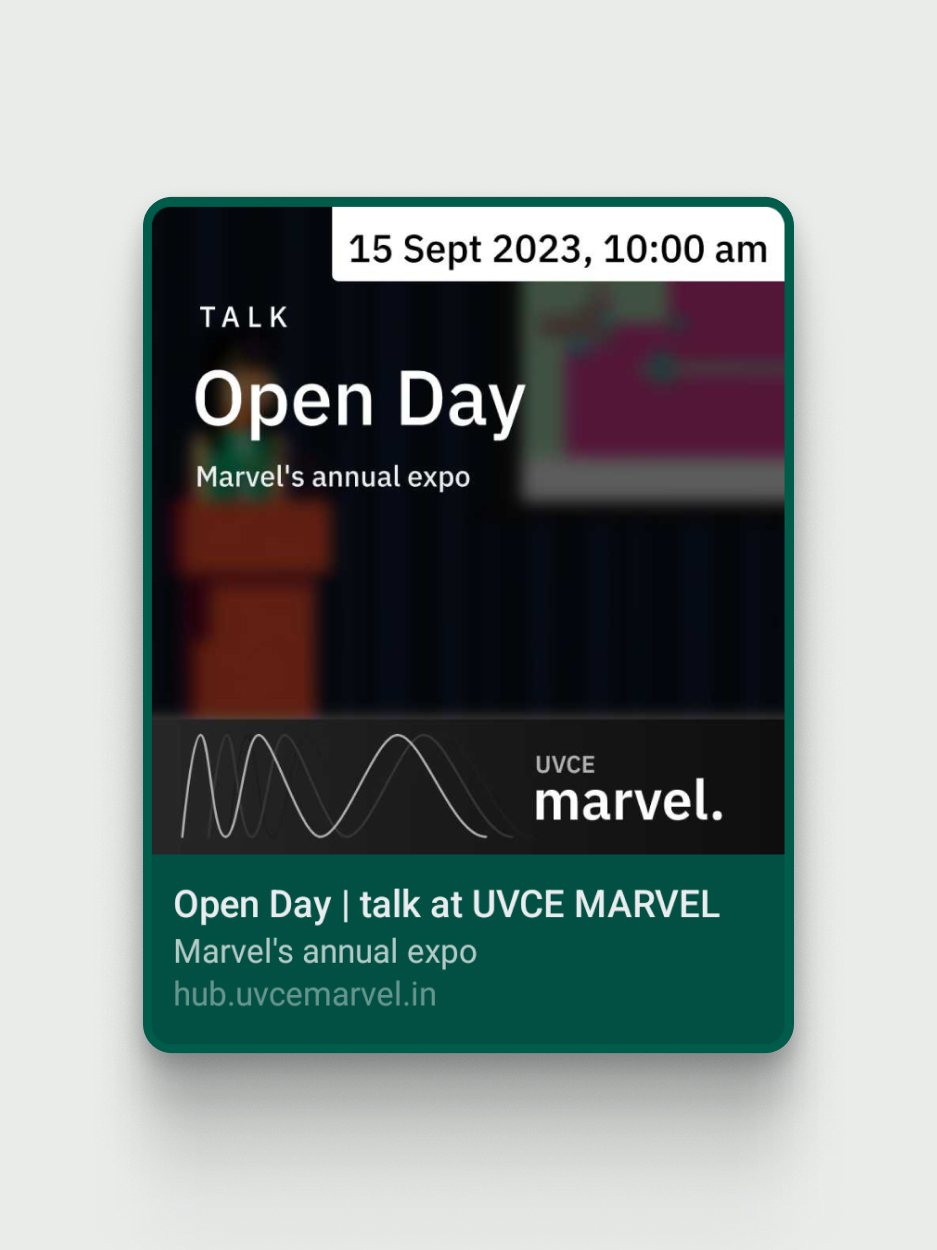 15 Sept 2023, 10:00 am
TALK
Open Day
Marvel's annual expo
UVCE
marvel.
Open Day | talk at UVCE MARVEL
Marvel's annual expo
hub.uvcemarvel.in